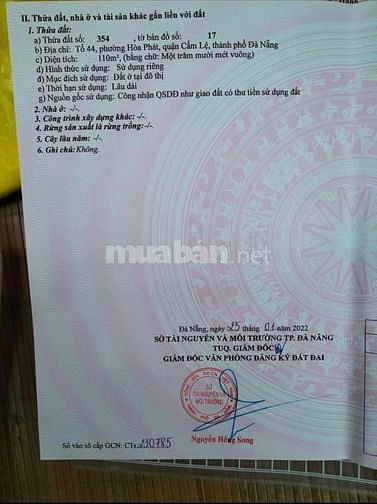 II. Thửa đất, nhà ở và tài sản khác gắn liền với đất
1. Thửa đất:
a) Thửa đất số: 354 , tờ bản đồ số: 17
b) Địa chỉ: Tổ 44, phường Hòa Phát, quận Cẩm Lệ, thành phố Đà Nẵng
c) Diện tích: 110m², (bằng chữ: Một trăm mười mét vuông)
d) Hình thức sử dụng: Sử dụng riêng
đ) Mục đích sử dụng: Đất ở tại đô thị
e) Thời hạn sử dụng: Lâu dài
g) Nguồn gốc sử dụng: Công nhận QSDĐ như giao đất có thu tiền sử dụng đất
2. Nhà ở: -/-.
3. Công trình xây dựng khác: -/-.
4. Rừng sản xuất là rừng trồng: -/-.
5. Cây lâu năm: -/-.
6. Ghi chú: Không.
muaban.net
Đà Nẵng, ngày 25 tháng 01 năm 2022
SỞ TÀI NGUYÊN VÀ MÔI TRƯỜNG TP. ĐÀ NẴNG
TUQ. GIÁM ĐỐC
GIÁM ĐỐC VĂN PHÒNG ĐĂNG KÝ ĐẤT ĐAI
SỞ
TÀI NGUYÊN VÀ
MÔI TRƯỜNG
Nguyễn Hồng Song
Số vào sổ cấp GCN: CTs 130785